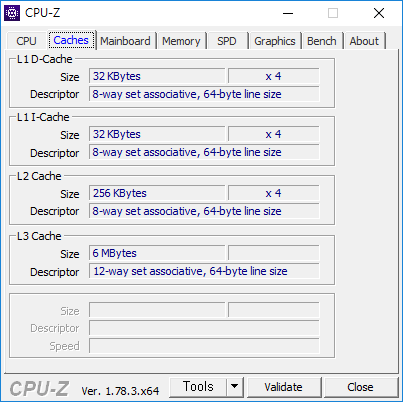 CPU-Z
CPU Caches Mainboard Memory SPD Graphics Bench About
L1 D-Cache
Size 32 KBytes x 4
Descriptor 8-way set associative, 64-byte line size
L1 I-Cache
Size 32 KBytes x 4
Descriptor 8-way set associative, 64-byte line size
L2 Cache
Size 256 KBytes x 4
Descriptor 8-way set associative, 64-byte line size
L3 Cache
Size 6 MBytes
Descriptor 12-way set associative, 64-byte line size
Size
Descriptor
Speed
CPU-Z Ver. 1.78.3.x64 Tools Validate Close